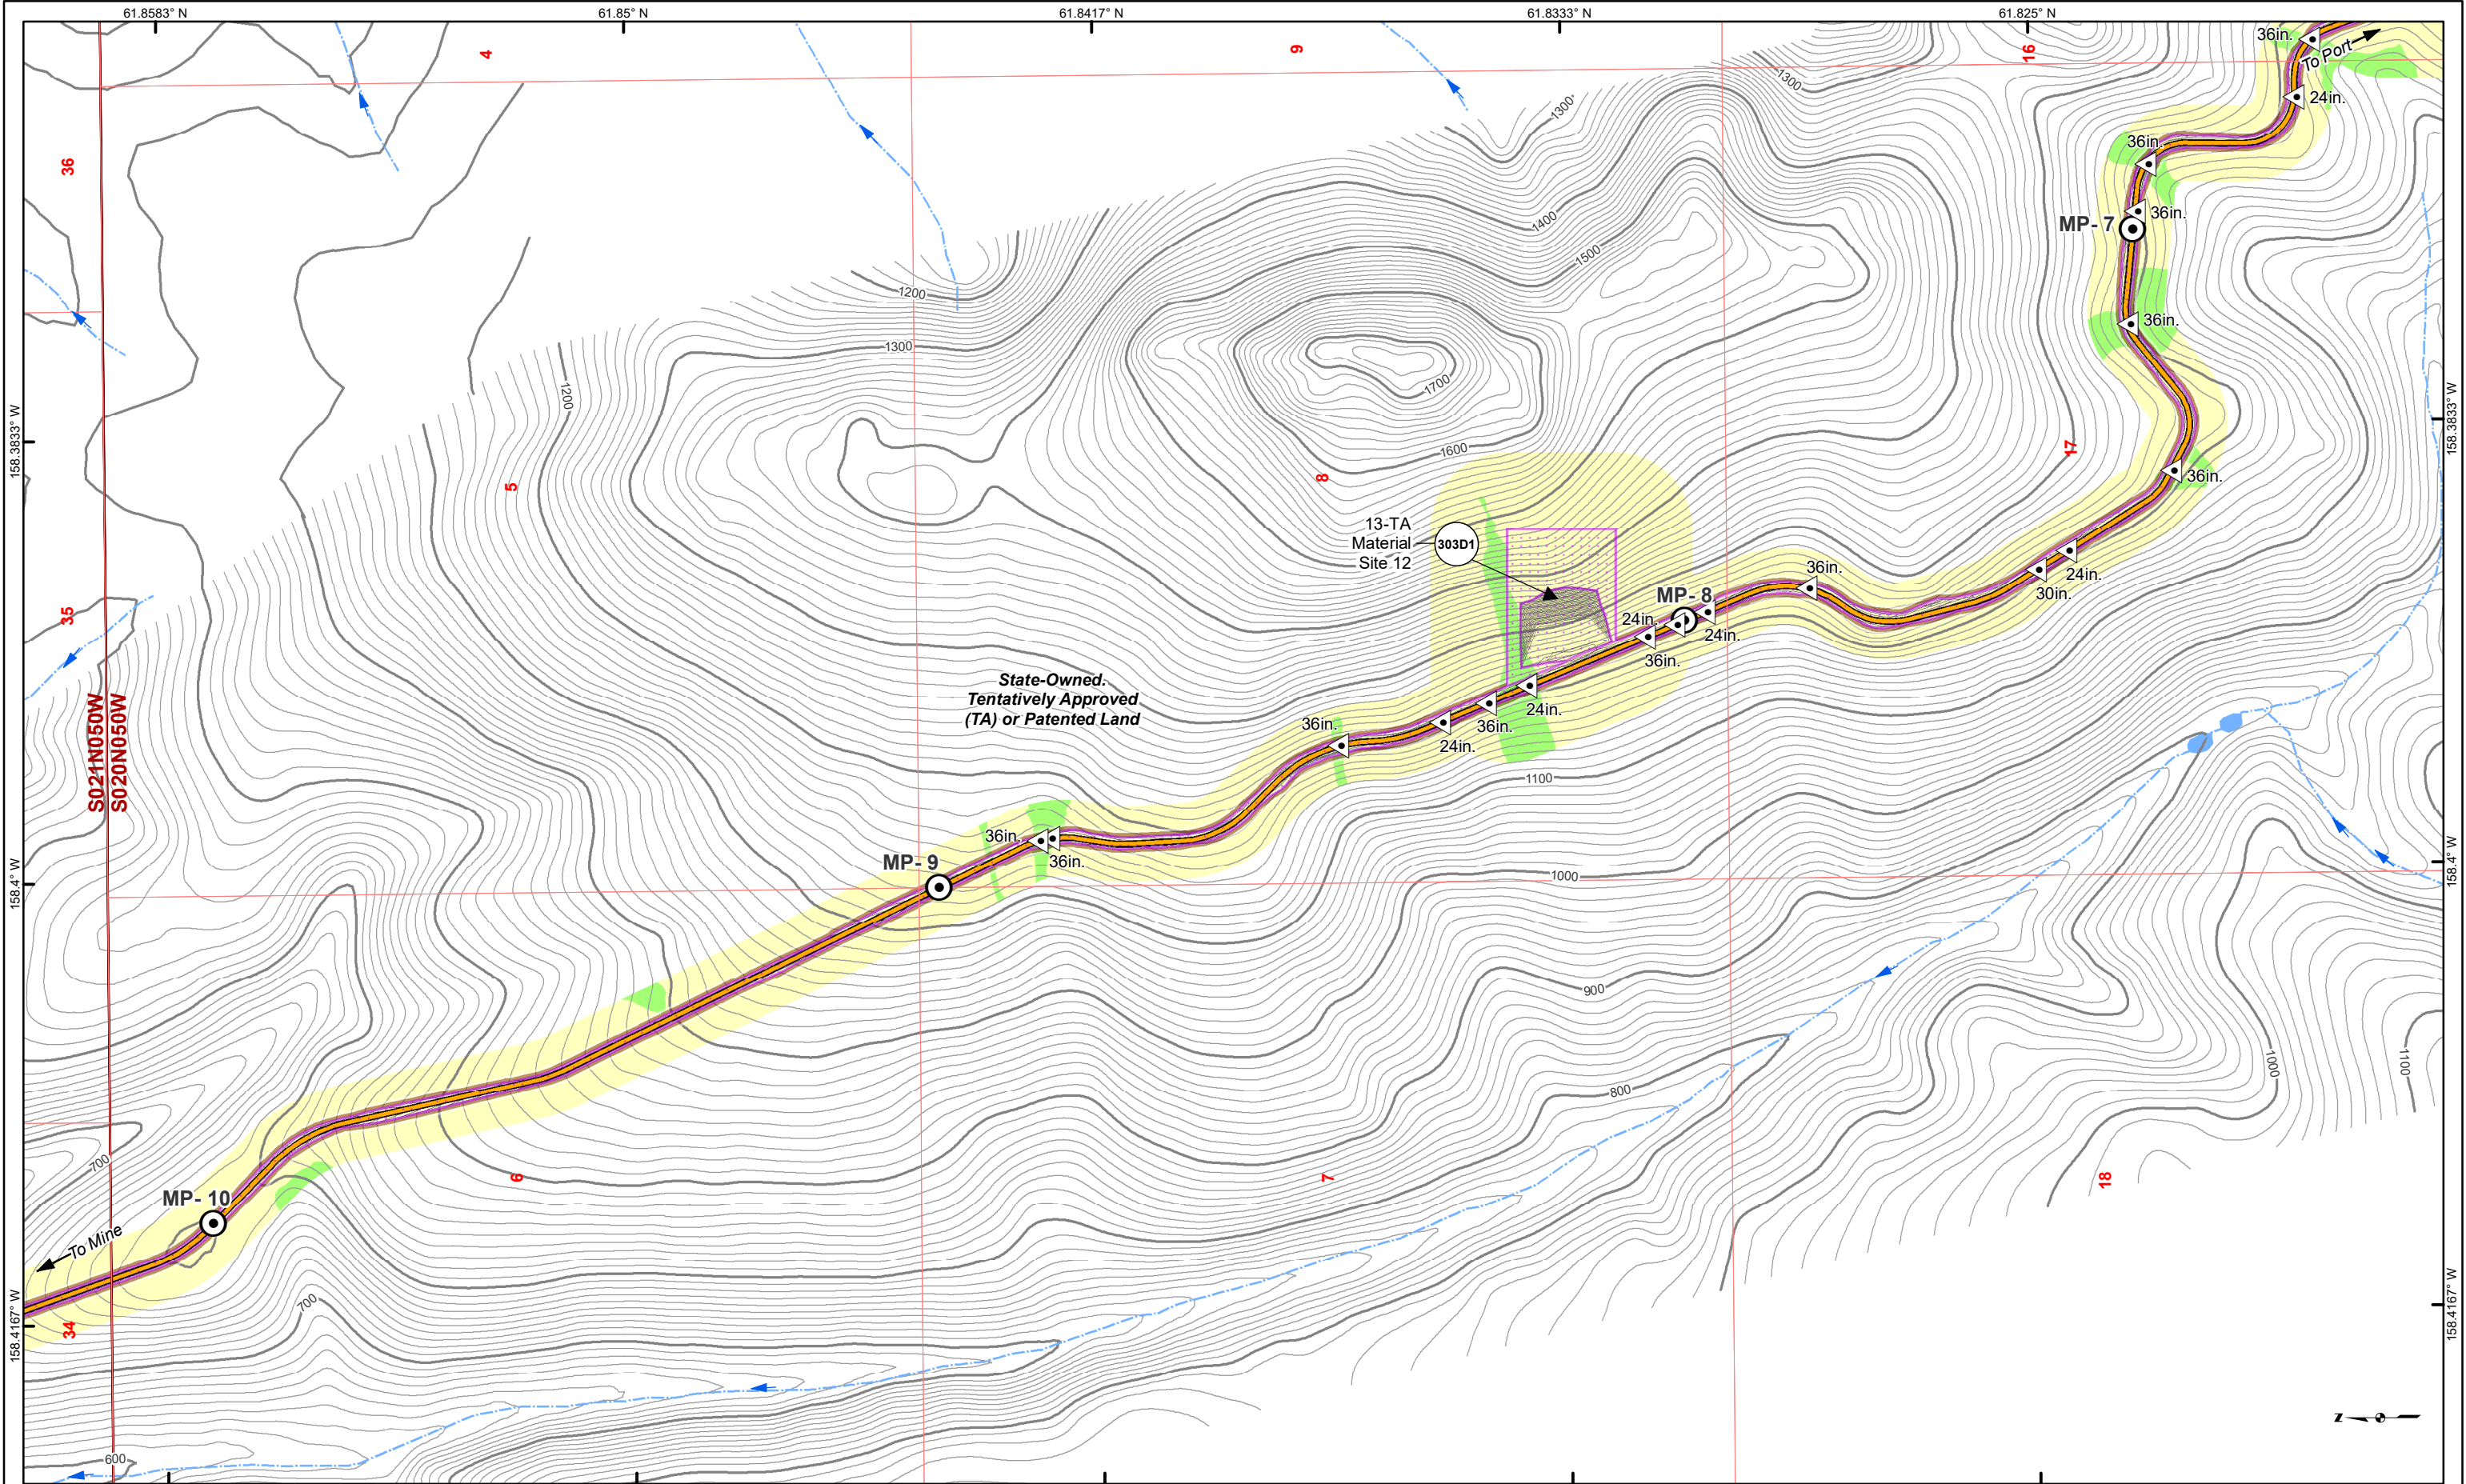 61.8583° N
61.85° N
61.8417° N
61.8333° N
61.825° N
4
9
16
36in.
To Port
24in.
1300
1300
36in.
36
1400
36in.
MP- 7
1500
1200
1300
36in.
1200
1700
158.3833° W
158.3833° W
1600
17
5
8
36in.
13-TA
Material
Site 12
303D1
24in.
30in.
36in.
MP- 8
24in.
24in.
36in.
35
State-Owned.
Tentatively Approved
(TA) or Patented Land
S021N050W
S020N050W
24in.
36in.
24in.
36in.
1100
36in.
36in.
MP- 9
158.4° W
158.4° W
1000
900
1000
1100
800
700
6
7
18
MP- 10
To Mine
700
34
158.4167° W
158.4167° W
Z
600